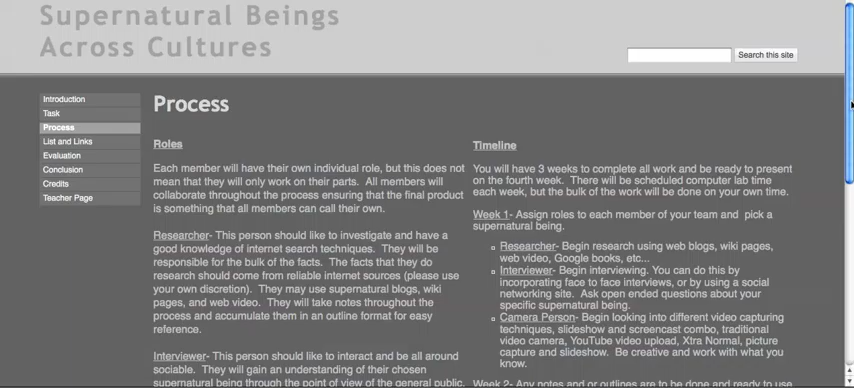 Supernatural Beings
Across Cultures
Search this site
Introduction
Task
Process
List and Links
Evaluation
Conclusion
Credits
Teacher Page
Process
Roles
Each member will have their own individual role, but this does not
mean that they will only work on their parts. All members will
collaborate throughout the process ensuring that the final product
is something that all members can call their own.
Researcher- This person should like to investigate and have a
good knowledge of internet search techniques. They will be
responsible for the bulk of the facts. The facts that they do
research should come from reliable internet sources (please use
your own discretion). They may use supernatural blogs, wiki
pages, and web video. They will take notes throughout the
process and accumulate them in an outline format for easy
reference.
Interviewer- This person should like to interact and be all around
sociable. They will gain an understanding of their chosen
supernatural being through the point of view of the general public.
Timeline
You will have 3 weeks to complete all work and be ready to present
on the fourth week. There will be scheduled computer lab time
each week, but the bulk of the work will be done on your own time.
Week 1- Assign roles to each member of your team and pick a
supernatural being.
Researcher- Begin research using web blogs, wiki pages,
web video, Google books, etc...
Interviewer- Begin interviewing. You can do this by
incorporating face to face interviews, or by using a social
networking site. Ask open ended questions about your
specific supernatural being.
Camera Person- Begin looking into different video capturing
techniques, slideshow and screencast combo, traditional
video camera, YouTube video upload, Xtra Normal, picture
capture and slideshow. Be creative and work with what you
know.
Week 2- Any notes and or outlines are to be done and ready to use